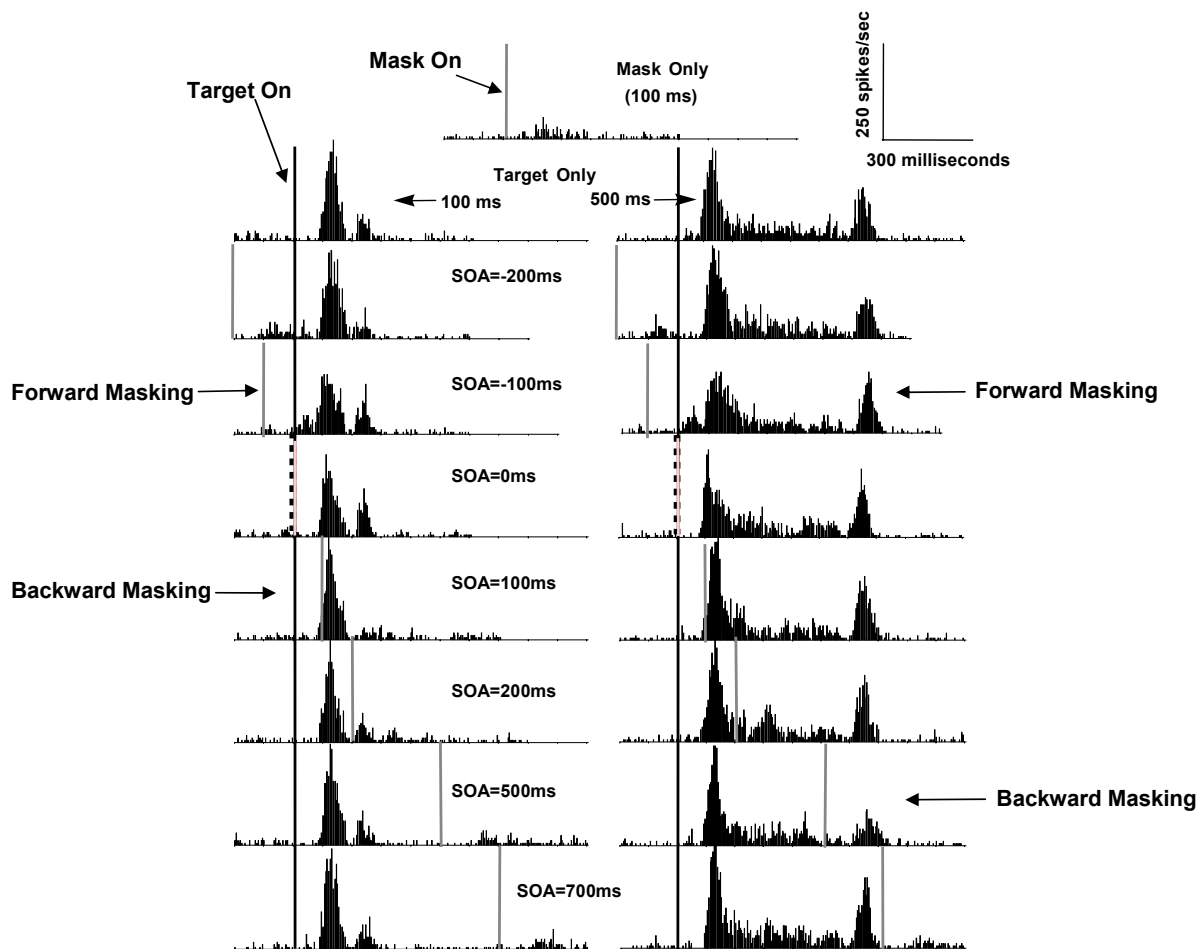 Mask On
Mask Only
(100 ms)
250 spikes/sec
300 milliseconds
Target On
Target Only
100 ms
500 ms
SOA=-200ms
Forward Masking
SOA=-100ms
Forward Masking
SOA=0ms
Backward Masking
SOA=100ms
SOA=200ms
SOA=500ms
Backward Masking
SOA=700ms